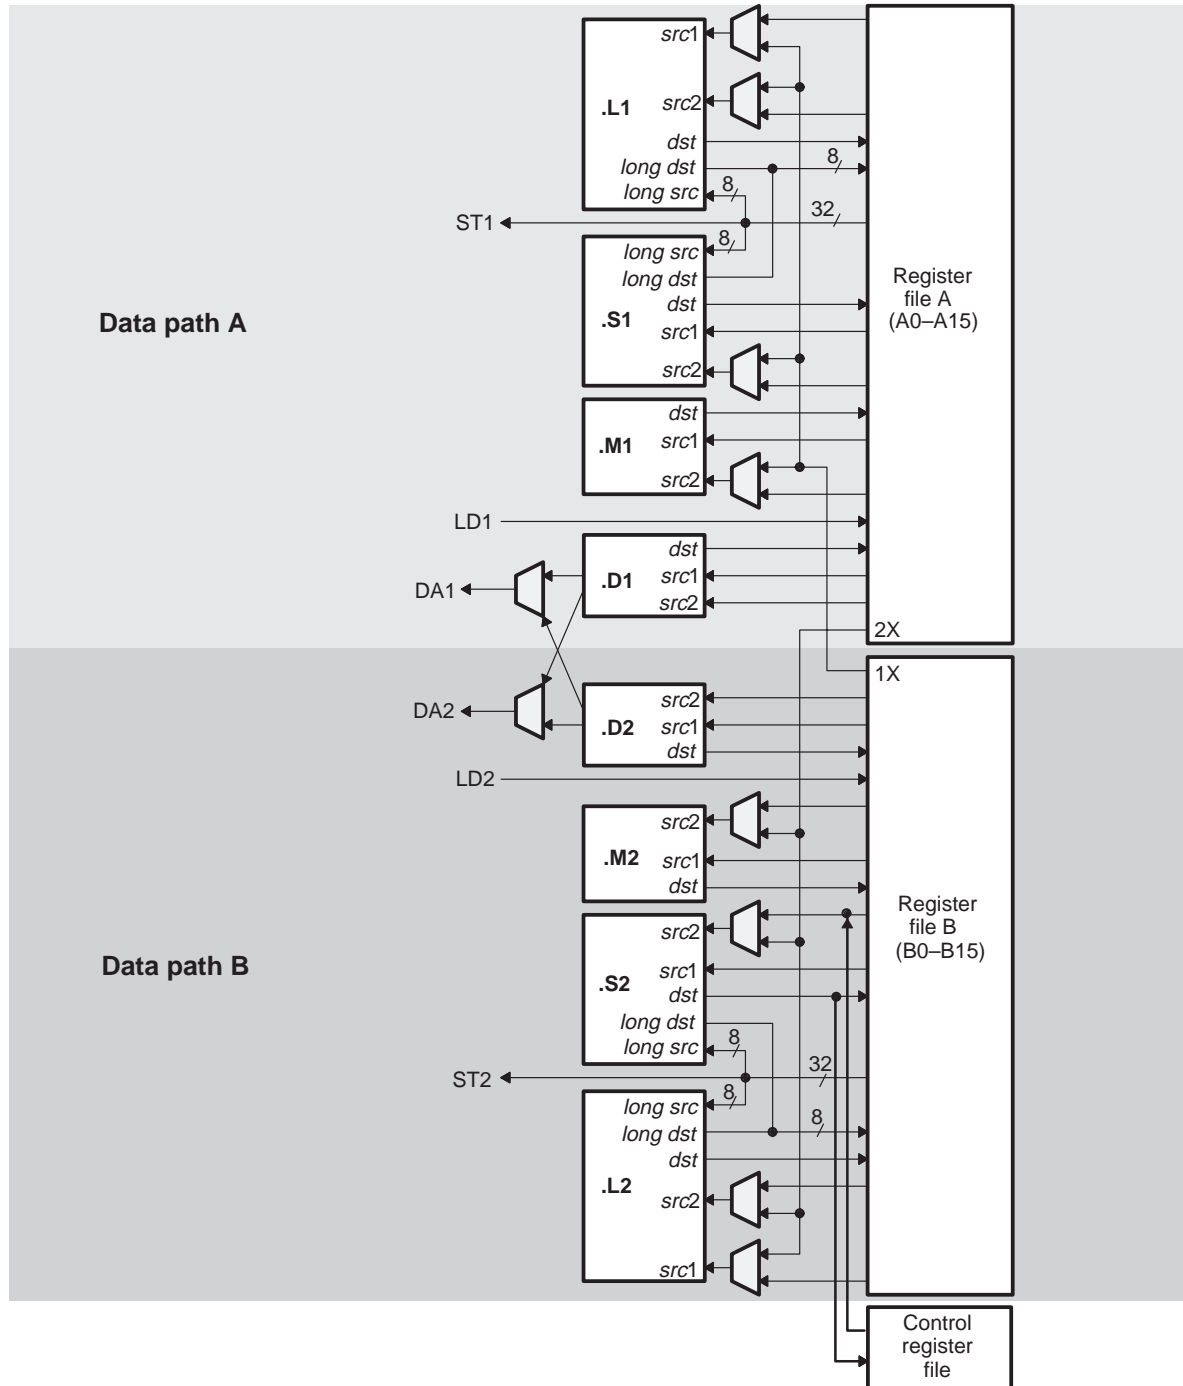 src1
.L1
src2
dst
long dst
8
long src
8
ST1
32
8
long src
long dst
dst
.S1
src1
src2
Register
file A
(A0–A15)
Data path A
dst
.M1
src1
src2
LD1
dst
.D1
src1
src2
DA1
2X
1X
DA2
src2
.D2
src1
dst
LD2
src2
.M2
src1
dst
src2
.S2
src1
dst
long dst
long src
8
Register
file B
(B0–B15)
Data path B
ST2
32
8
long src
long dst
8
dst
.L2
src2
src1
Control
register
file